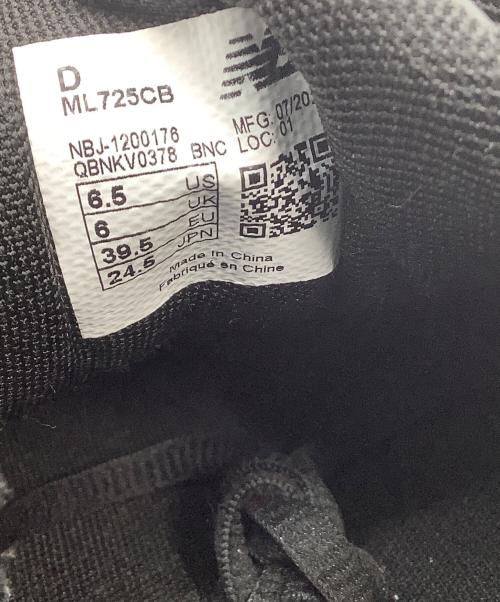 D
ML725CB
MFG: 07/202
LOC: 01
NBJ-1200176
QBNKV0378 BNC
6.5 US
6 UK
39.5 EU
24.5 JPN
Made in China
Fabriqué en Chine